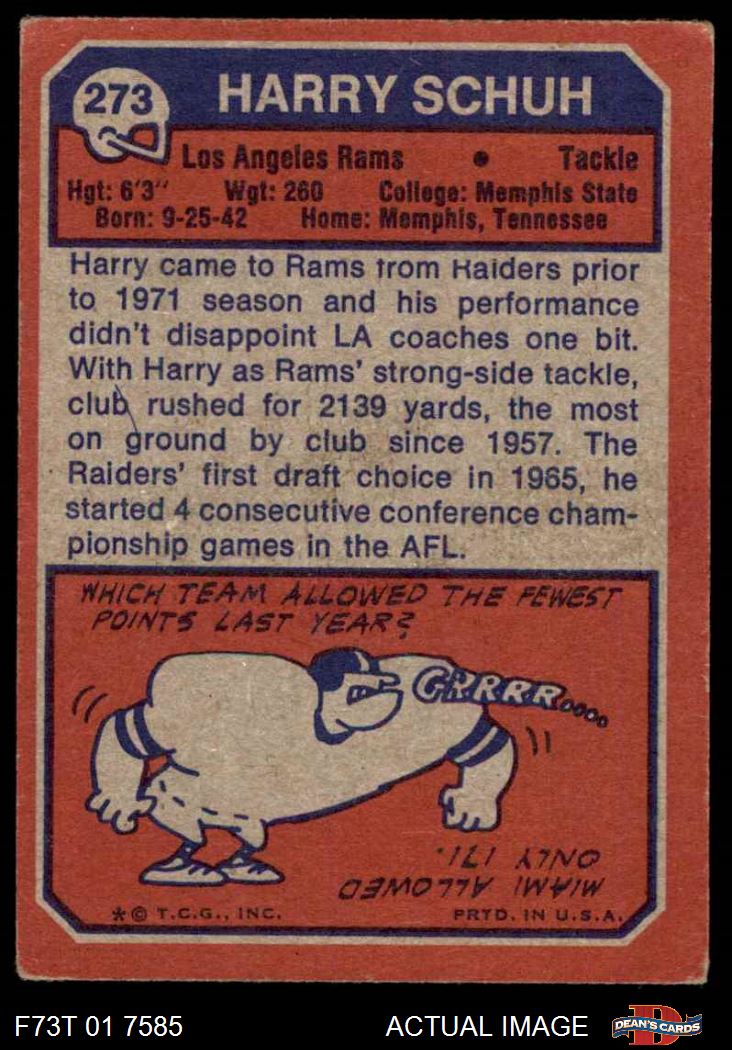 273
HARRY SCHUH
Los Angeles Rams • Tackle
Hgt: 6'3" Wgt: 260 College: Memphis State
Born: 9-25-42 Home: Memphis, Tennessee
Harry came to Rams from Raiders prior
to 1971 season and his performance
didn't disappoint LA coaches one bit.
With Harry as Rams' strong-side tackle,
club rushed for 2139 yards, the most
on ground by club since 1957. The
Raiders' first draft choice in 1965, he
started 4 consecutive conference cham-
pionship games in the AFL.
WHICH TEAM ALLOWED THE FEWEST
POINTS LAST YEAR?
GRRRR....
MIAMI ALLOWED
ONLY 171.
*© T.C.G., INC. PRTD. IN U.S.A.
F73T 01 7585 ACTUAL IMAGE
D
DEAN'S CARDS